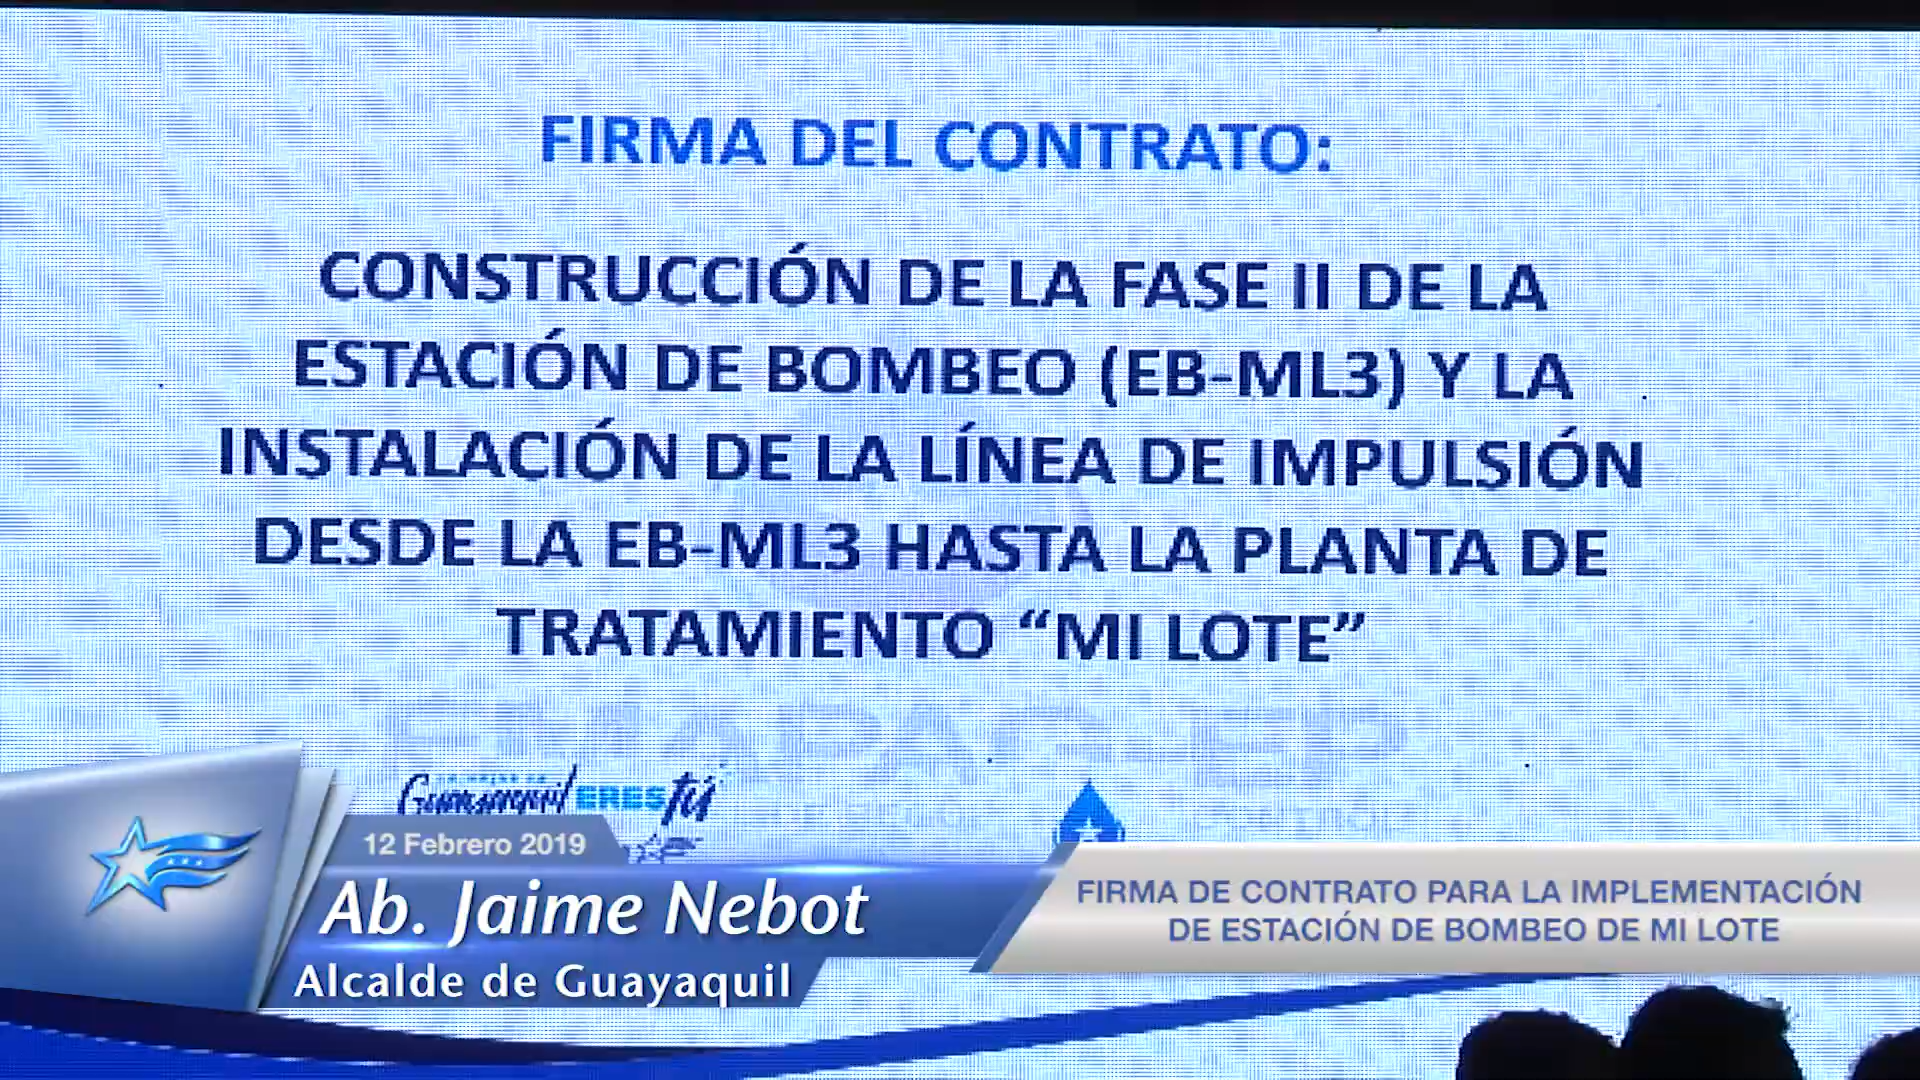 FIRMA DEL CONTRATO:
CONSTRUCCIÓN DE LA FASE II DE LA
ESTACIÓN DE BOMBEO (EB-ML3) Y LA
INSTALACIÓN DE LA LÍNEA DE IMPULSIÓN
DESDE LA EB-ML3 HASTA LA PLANTA DE
TRATAMIENTO “MI LOTE”
EMAPAG-EP
Guayaquil ERES tú
12 Febrero 2019
Ab. Jaime Nebot
Alcalde de Guayaquil
FIRMA DE CONTRATO PARA LA IMPLEMENTACIÓN
DE ESTACIÓN DE BOMBEO DE MI LOTE